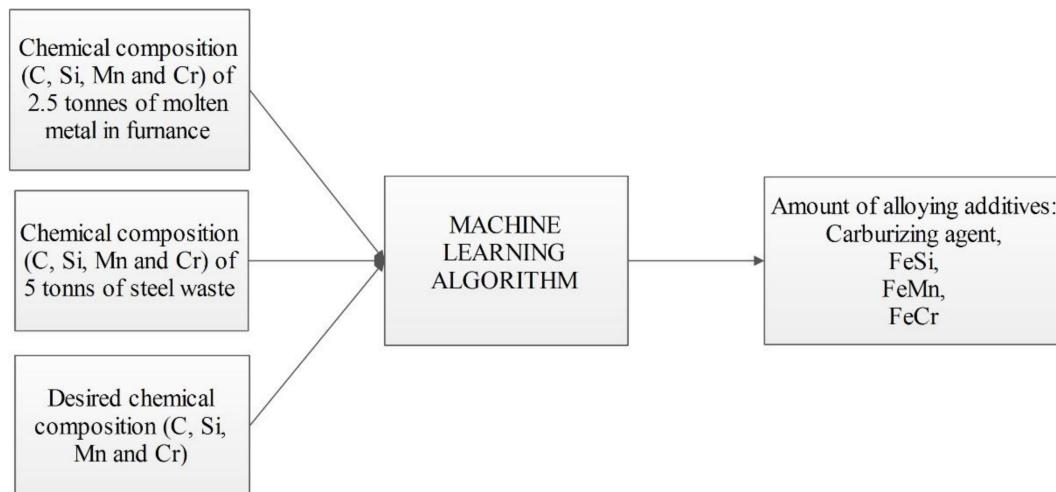 Chemical composition
(C, Si, Mn and Cr) of
2.5 tonnes of molten
metal in furnance
Chemical composition
(C, Si, Mn and Cr) of
5 tonns of steel waste
Desired chemical
composition (C, Si,
Mn and Cr)
MACHINE
LEARNING
ALGORITHM
Amount of alloying additives:
Carburizing agent,
FeSi,
FeMn,
FeCr